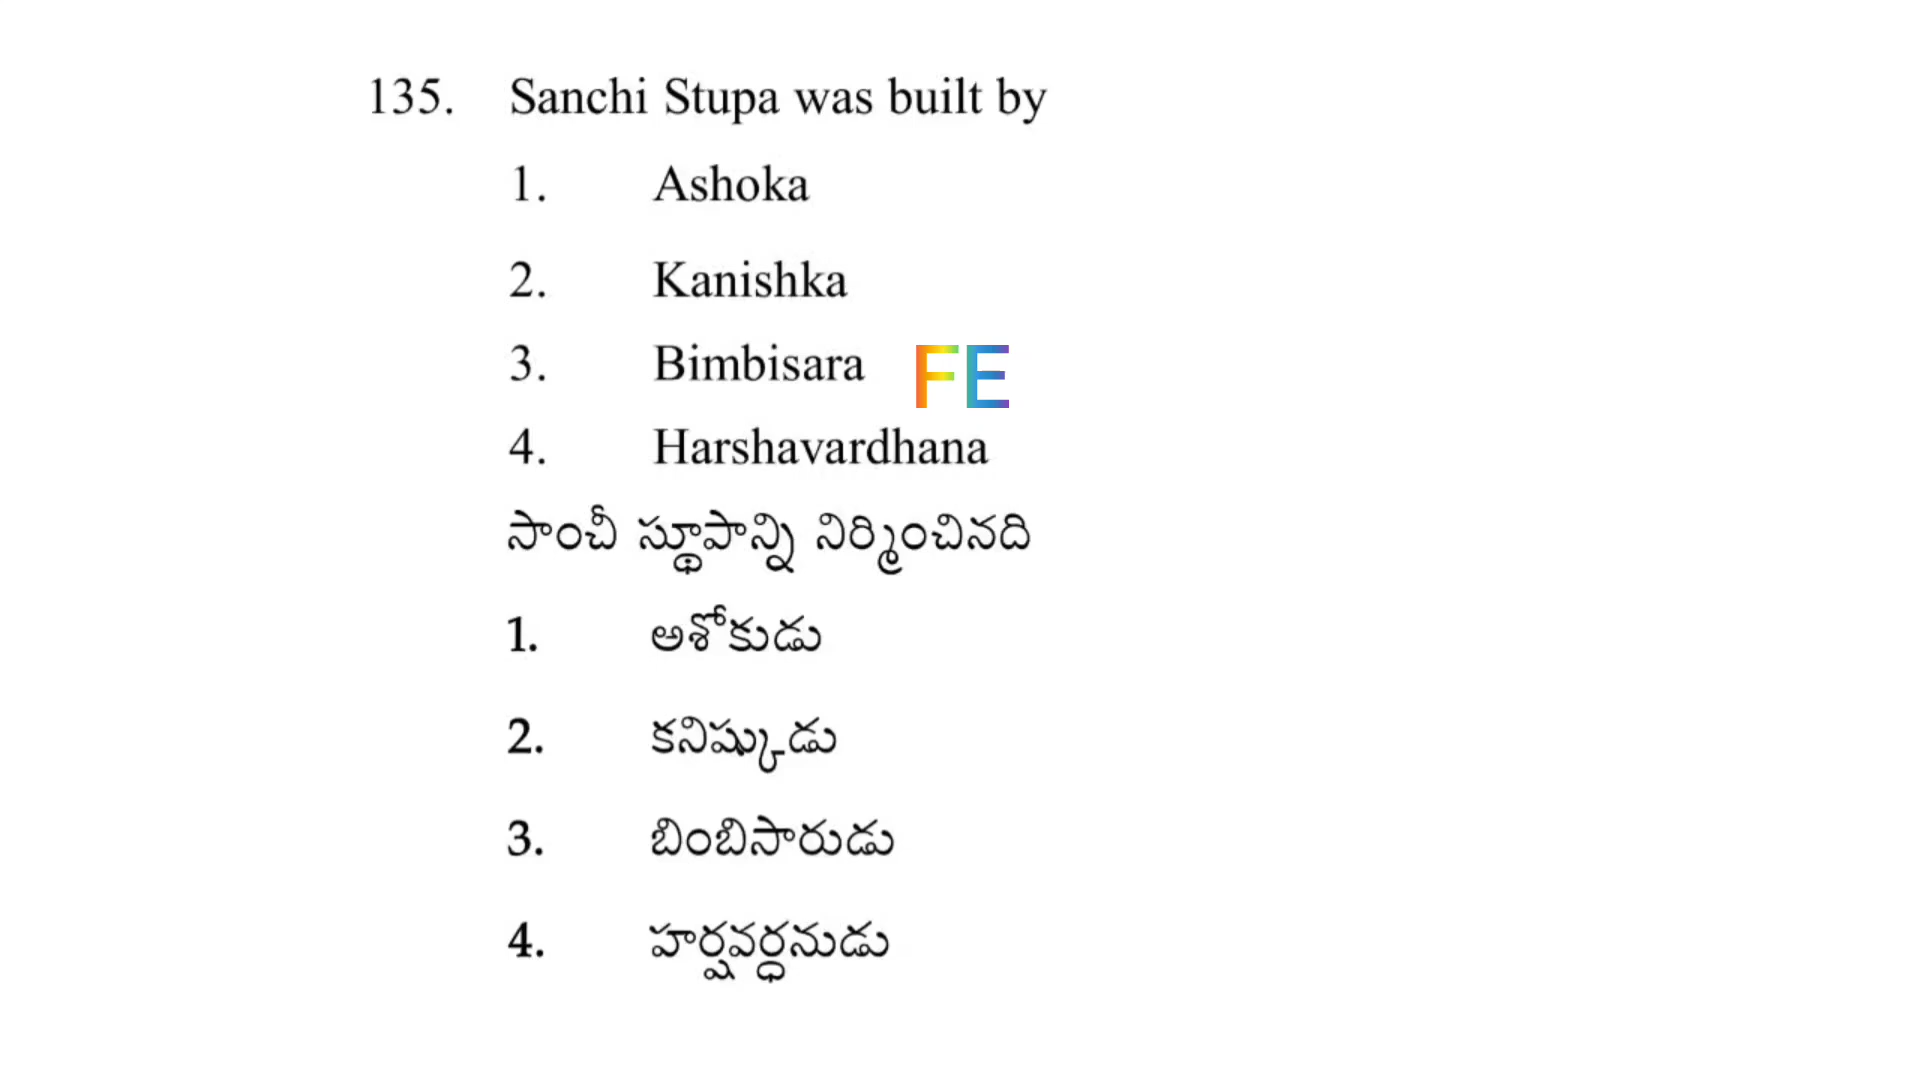 135. Sanchi Stupa was built by
1. Ashoka
2. Kanishka
3. Bimbisara
FE
4. Harshavardhana
సాంచీ స్థూపాన్ని నిర్మించినది
1. అశోకుడు
2. కనిష్కుడు
3. బింబిసారుడు
4. హర్షవర్ధనుడు